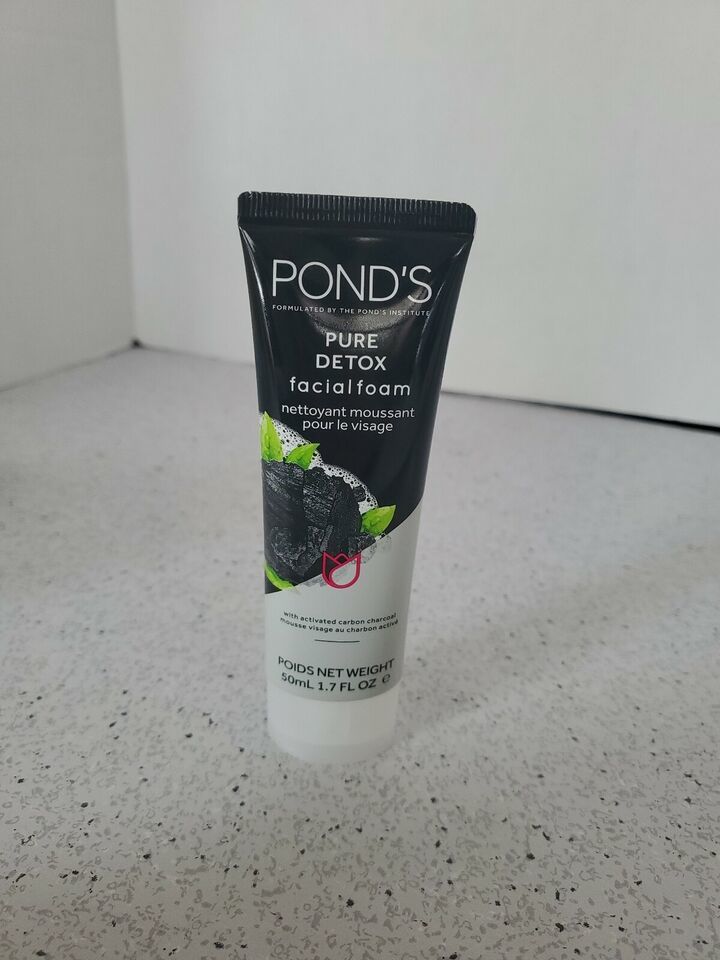 POND'S
FORMULATED BY THE POND'S INSTITUTE
PURE
DETOX
facialfoam
nettoyant moussant
pour le visage
with activated carbon charcoal
mousse visage au charbon activé
POIDS NET WEIGHT
50mL 1.7 FL OZ ℮